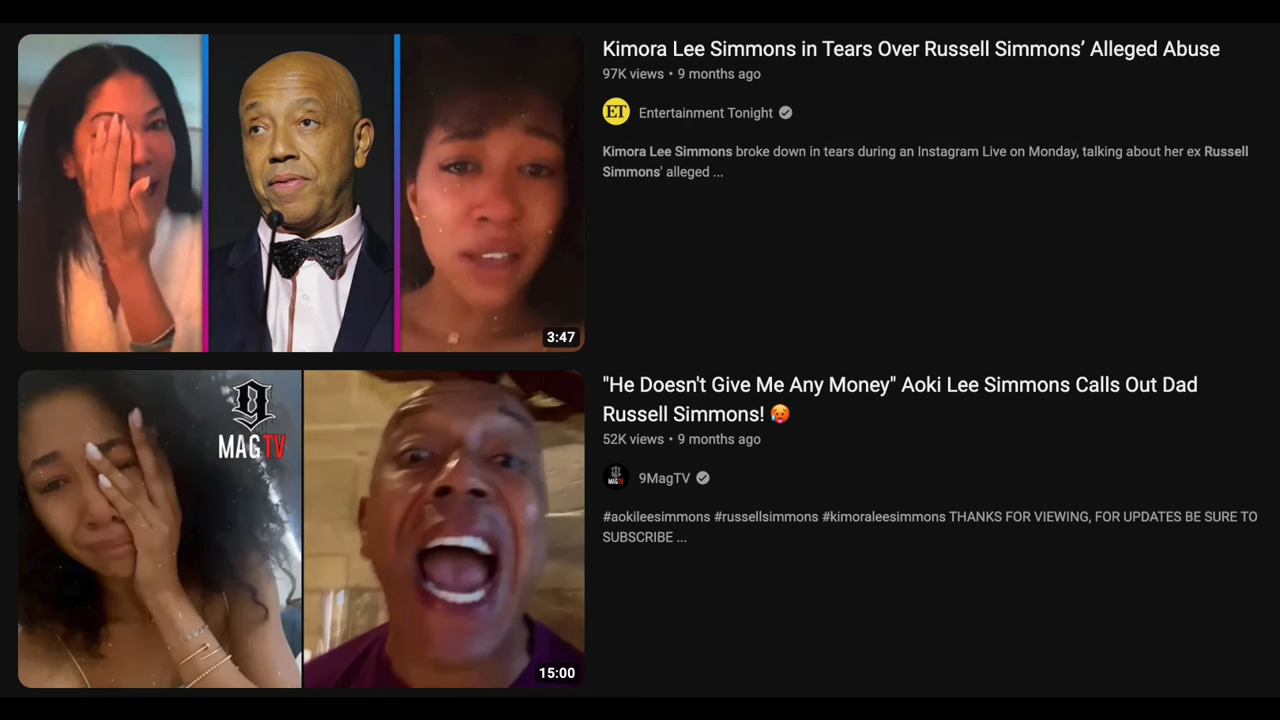 Kimora Lee Simmons in Tears Over Russell Simmons’ Alleged Abuse
97K views • 9 months ago
ET Entertainment Tonight
Kimora Lee Simmons broke down in tears during an Instagram Live on Monday, talking about her ex Russell
Simmons' alleged ...
3:47
9
MAGTV
"He Doesn't Give Me Any Money" Aoki Lee Simmons Calls Out Dad
Russell Simmons! 🥵
52K views • 9 months ago
9MagTV
#aokileesimmons #russellsimmons #kimoraleesimmons THANKS FOR VIEWING, FOR UPDATES BE SURE TO
SUBSCRIBE ...
15:00